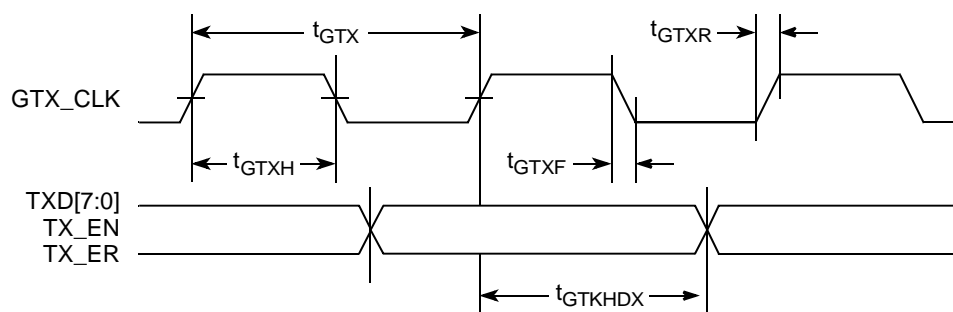 tGTX
tGTXR
GTX_CLK
tGTXH
tGTXF
TXD[7:0]
TX_EN
TX_ER
tGTKHDX